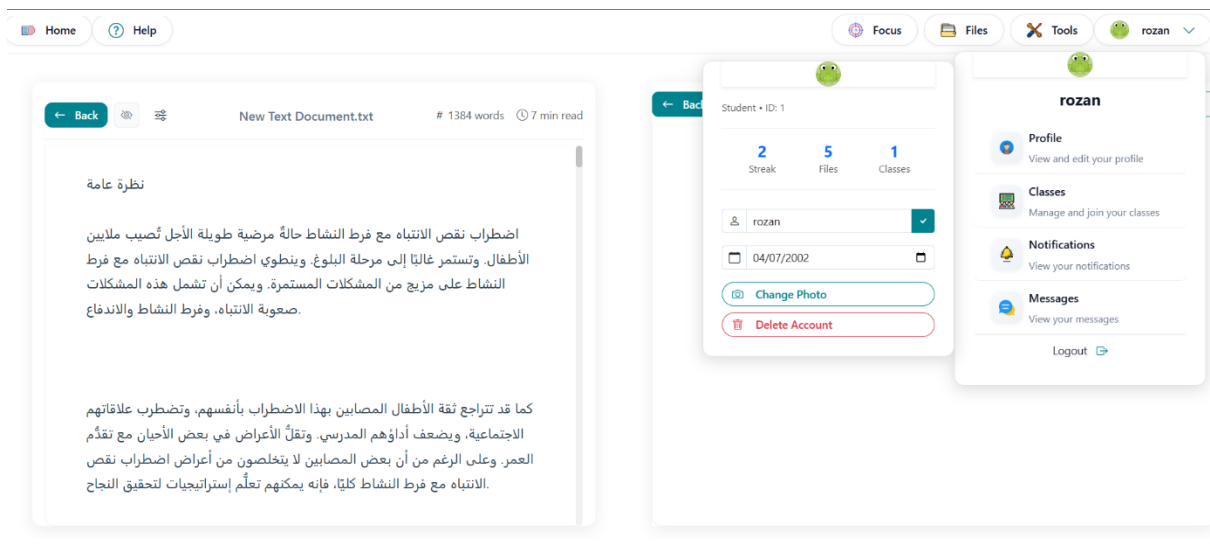 Home
Help
Focus
Files
Tools
rozan
Back
New Text Document.txt
# 1384 words
7 min read
نظرة عامة
اضطراب نقص الانتباه مع فرط النشاط حالةٌ مرضية طويلة الأجل تُصيب ملايين
الأطفال. وتستمر غالبًا إلى مرحلة البلوغ. وينطوي اضطراب نقص الانتباه مع فرط
النشاط على مزيج من المشكلات المستمرة. ويمكن أن تشمل هذه المشكلات
.صعوبة الانتباه، وفرط النشاط والاندفاع
كما قد تتراجع ثقة الأطفال المصابين بهذا الاضطراب بأنفسهم، وتضطرب علاقاتهم
الاجتماعية، ويضعف أداؤهم المدرسي. وتقلُّ الأعراض في بعض الأحيان مع تقدُّم
العمر. وعلى الرغم من أن بعض المصابين لا يتخلصون من أعراض اضطراب نقص
.الانتباه مع فرط النشاط كليًا، فإنه يمكنهم تعلُّم إستراتيجيات لتحقيق النجاح
Student • ID: 1
2
5
1
Streak
Files
Classes
rozan
04/07/2002
Change Photo
Delete Account
rozan
Profile
View and edit your profile
Classes
Manage and join your classes
Notifications
View your notifications
Messages
View your messages
Logout